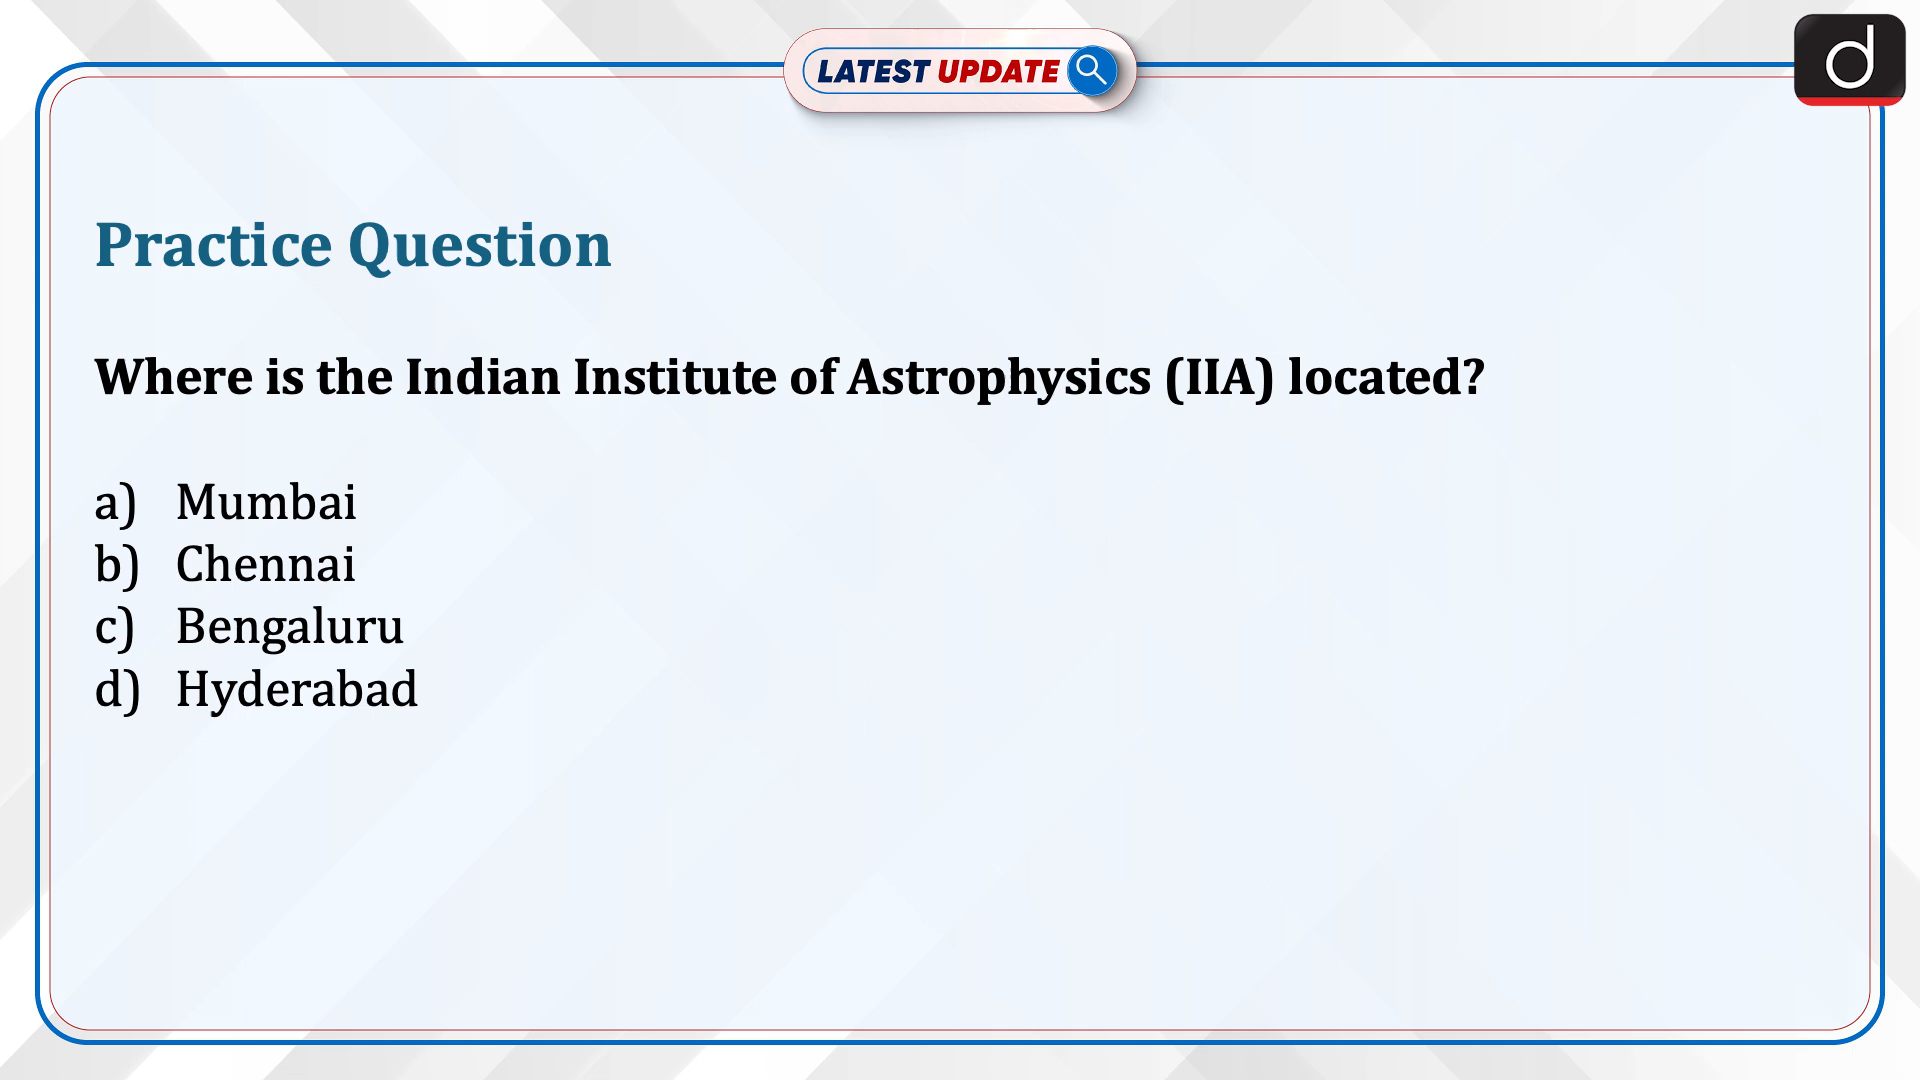 LATEST UPDATE
d
Practice Question
Where is the Indian Institute of Astrophysics (IIA) located?
a) Mumbai
b) Chennai
c) Bengaluru
d) Hyderabad